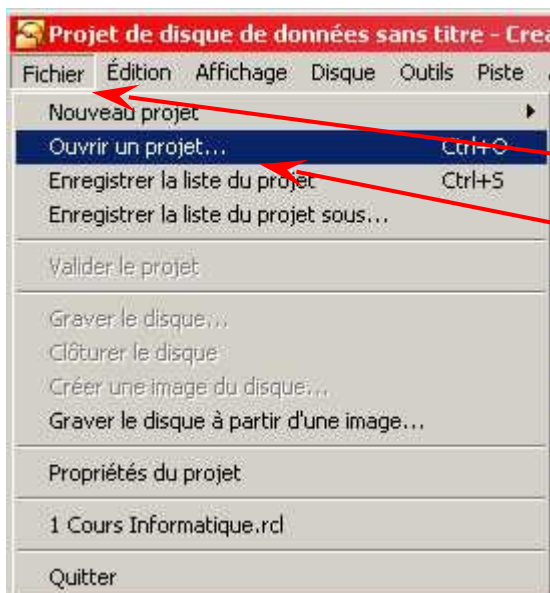 Projet de disque de données sans titre - Crea
Fichier Édition Affichage Disque Outils Piste
Nouveau projet
Ouvrir un projet... Ctrl+O
Enregistrer la liste du projet Ctrl+S
Enregistrer la liste du projet sous...
Valider le projet
Graver le disque...
Clôturer le disque
Créer une image du disque...
Graver le disque à partir d'une image...
Propriétés du projet
1 Cours Informatique.rcl
Quitter